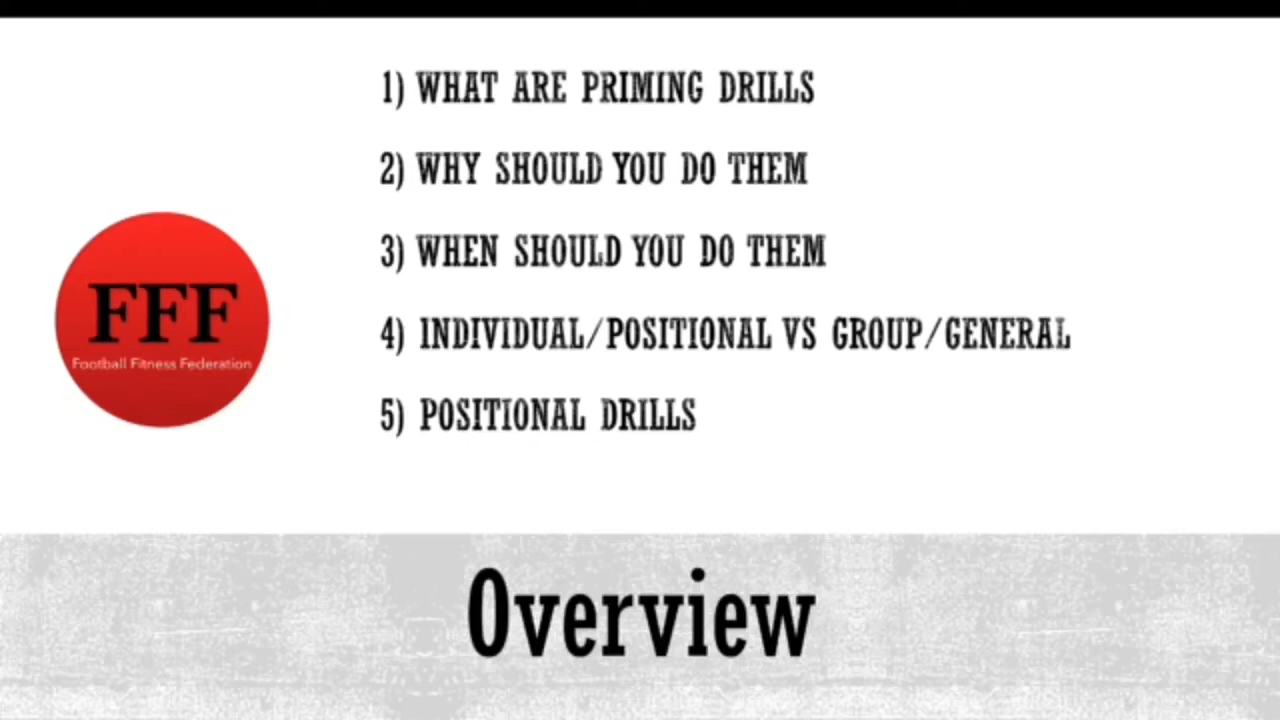 1) WHAT ARE PRIMING DRILLS
2) WHY SHOULD YOU DO THEM
3) WHEN SHOULD YOU DO THEM
4) INDIVIDUAL/POSITIONAL VS GROUP/GENERAL
5) POSITIONAL DRILLS
FFF
Football Fitness Federation
Overview